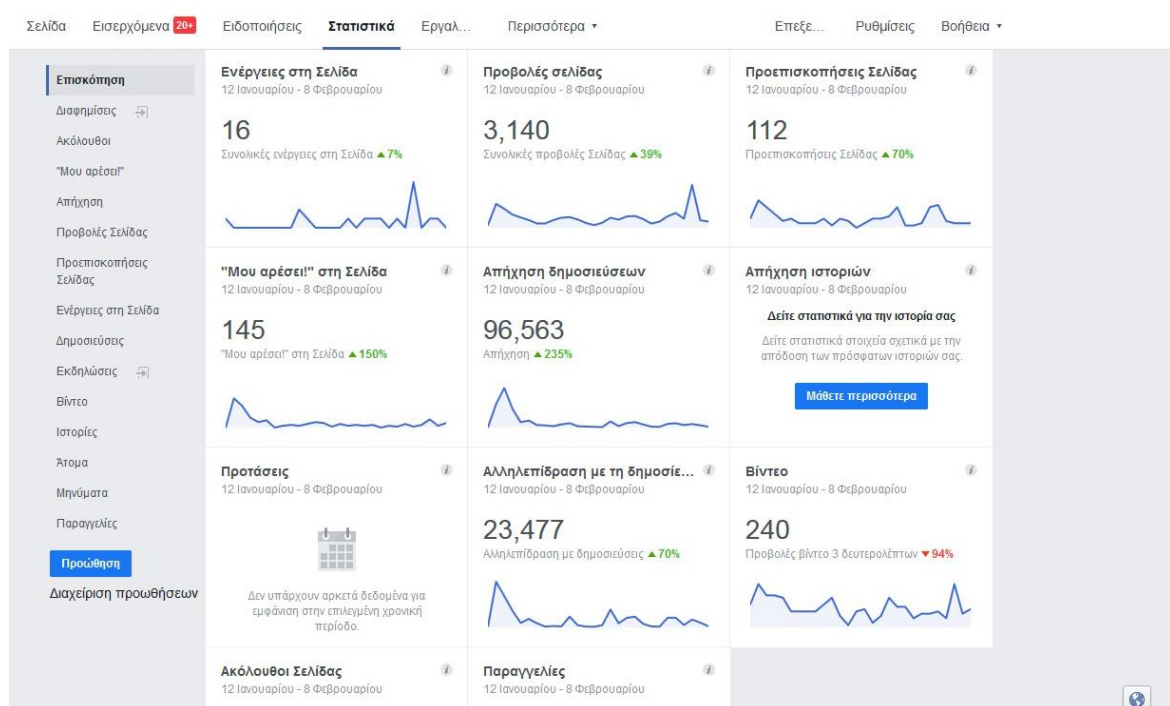 Σελίδα Εισερχόμενα 20+ Ειδοποιήσεις Στατιστικά Εργαλ... Περισσότερα Επεξε... Ρυθμίσεις Βοήθεια
Επισκόπηση
Διαφημίσεις
Ακόλουθοι
"Μου αρέσει!"
Απήχηση
Προβολές Σελίδας
Προεπισκοπήσεις
Σελίδας
Ενέργειες στη Σελίδα
Δημοσιεύσεις
Εκδηλώσεις
Βίντεο
Ιστορίες
Άτομα
Μηνύματα
Παραγγελίες
Προώθηση
Διαχείριση προωθήσεων
Ενέργειες στη Σελίδα
12 Ιανουαρίου - 8 Φεβρουαρίου
16
Συνολικές ενέργειες στη Σελίδα ▲7%
Προβολές σελίδας
12 Ιανουαρίου - 8 Φεβρουαρίου
3,140
Συνολικές προβολές Σελίδας ▲39%
Προεπισκοπήσεις Σελίδας
12 Ιανουαρίου - 8 Φεβρουαρίου
112
Προεπισκοπήσεις Σελίδας ▲70%
"Μου αρέσει!" στη Σελίδα
12 Ιανουαρίου - 8 Φεβρουαρίου
145
"Μου αρέσει!" στη Σελίδα ▲150%
Απήχηση δημοσιεύσεων
12 Ιανουαρίου - 8 Φεβρουαρίου
96,563
Απήχηση ▲235%
Απήχηση ιστοριών
12 Ιανουαρίου - 8 Φεβρουαρίου
Δείτε στατιστικά για την ιστορία σας
Δείτε στατιστικά στοιχεία σχετικά με την
απόδοση των πρόσφατων ιστοριών σας.
Μάθετε περισσότερα
Προτάσεις
12 Ιανουαρίου - 8 Φεβρουαρίου
Δεν υπάρχουν αρκετά δεδομένα για
εμφάνιση στην επιλεγμένη χρονική
περίοδο.
Αλληλεπίδραση με τη δημοσίε...
12 Ιανουαρίου - 8 Φεβρουαρίου
23,477
Αλληλεπίδραση με δημοσιεύσεις ▲70%
Βίντεο
12 Ιανουαρίου - 8 Φεβρουαρίου
240
Προβολές βίντεο 3 δευτερολέπτων ▼94%
Ακόλουθοι Σελίδας
12 Ιανουαρίου - 8 Φεβρουαρίου
Παραγγελίες
12 Ιανουαρίου - 8 Φεβρουαρίου